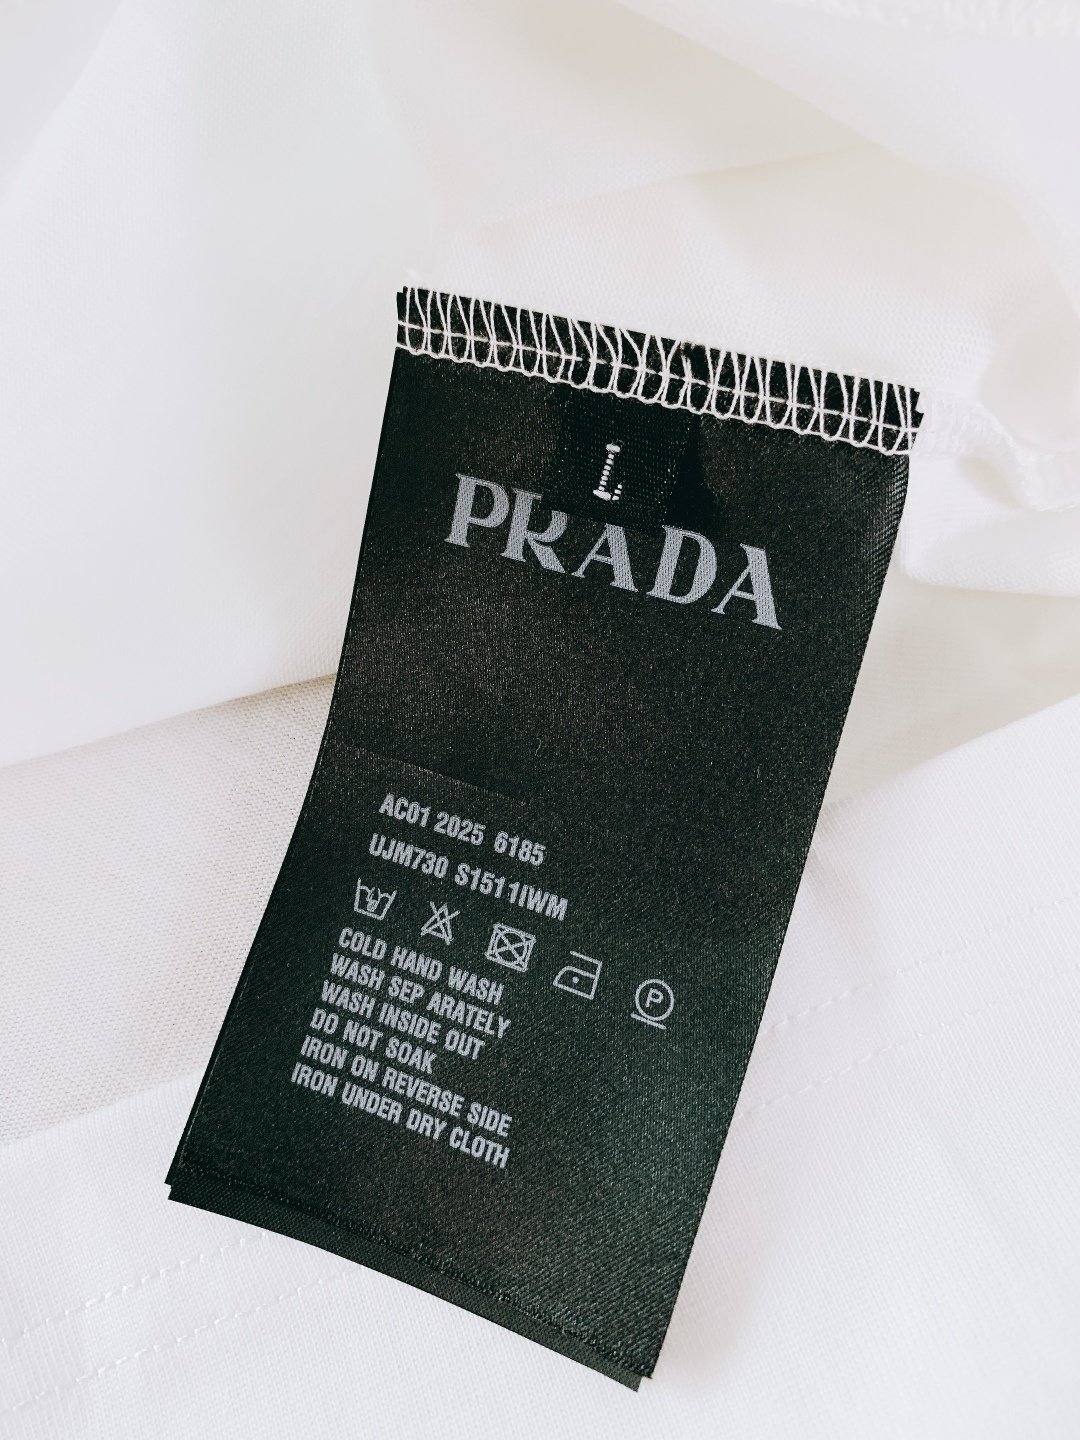 L
PRADA
AC01 2025 6185
UJM730 S1511IWM
P
COLD HAND WASH
WASH SEP ARATELY
WASH INSIDE OUT
DO NOT SOAK
IRON ON REVERSE SIDE
IRON UNDER DRY CLOTH